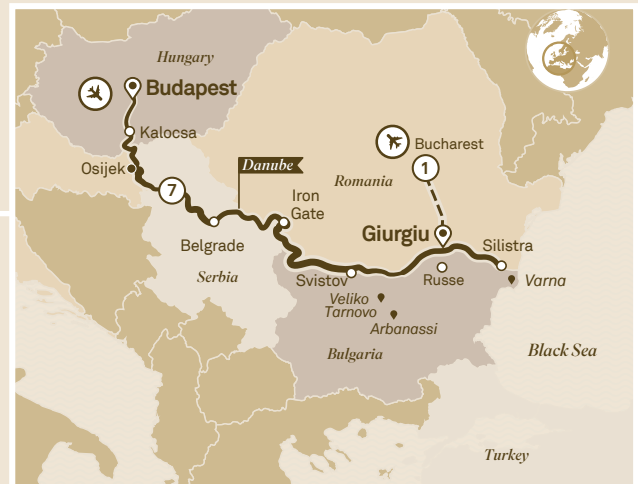 Hungary
Budapest
Kalocsa
Osijek
7
Danube
Iron
Gate
Belgrade
Serbia
Bucharest
1
Romania
Giurgiu
Silistra
Svistov
Russe
Varna
Veliko
Tarnovo
Arbanassi
Bulgaria
Black Sea
Turkey